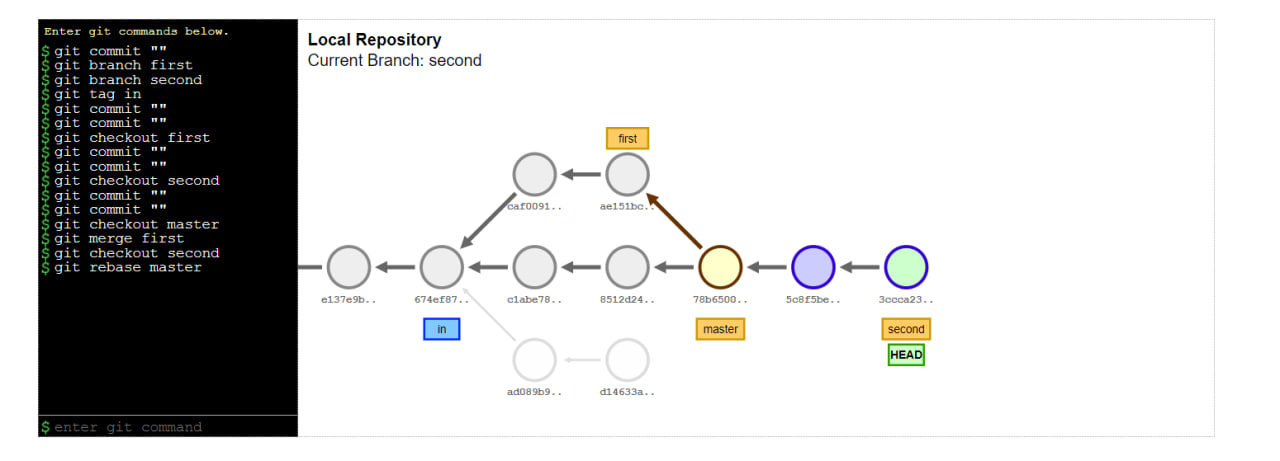 Enter git commands below.
$ git commit ""
$ git branch first
$ git branch second
$ git tag in
$ git commit ""
$ git commit ""
$ git checkout first
$ git commit ""
$ git commit ""
$ git checkout second
$ git commit ""
$ git commit ""
$ git checkout master
$ git merge first
$ git checkout second
$ git rebase master
$ enter git command
Local Repository
Current Branch: second
first
caf0091.. ae151bc..
e137e9b.. 674ef87.. c1abe78.. 8512d24.. 78b6500.. 5c8f5be.. 3ccca23..
in master second
HEAD
ad089b9.. d14633a..